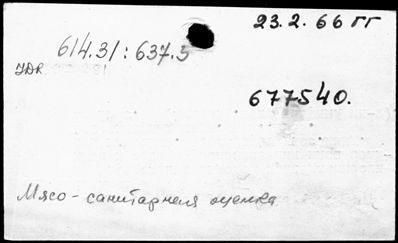 23.2.66 гг
614.31:637.5
677540.
Мясо-санитарная оценка